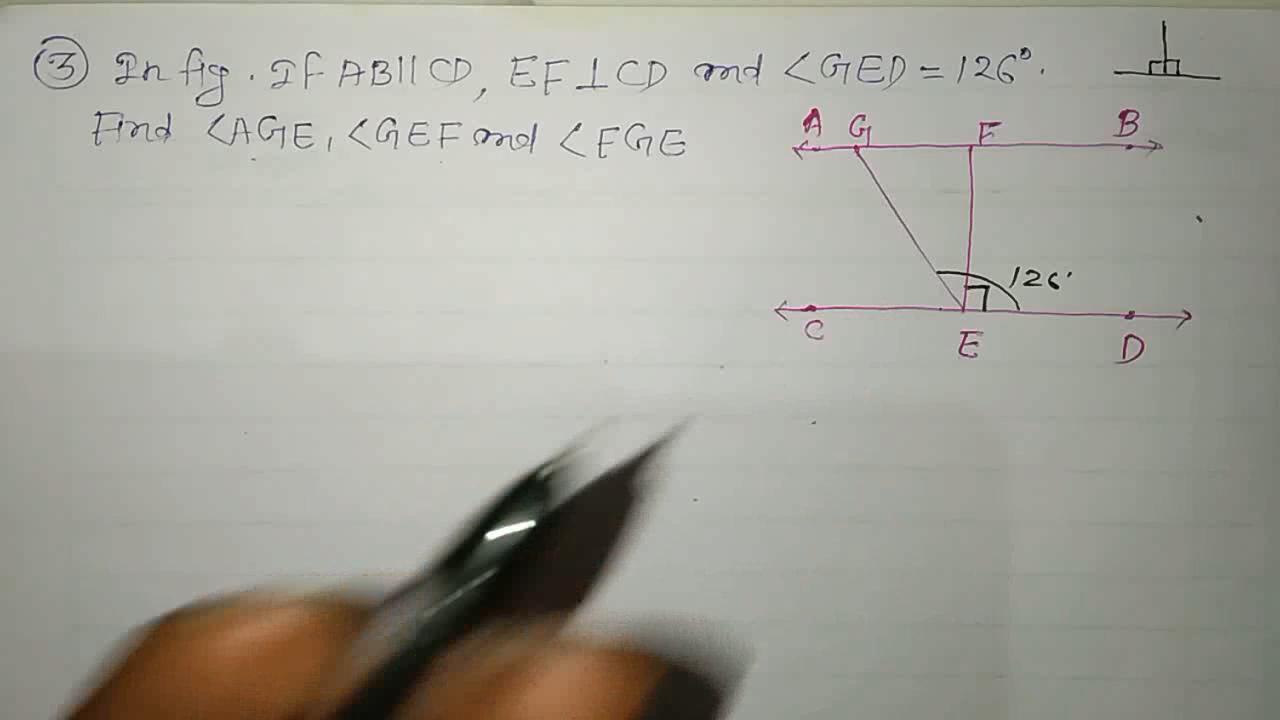 ③ In fig. If AB||CD, EF⊥CD and <GED = 126°.
Find <AGE, <GEF and <FGE
A G F B
126°
C E D